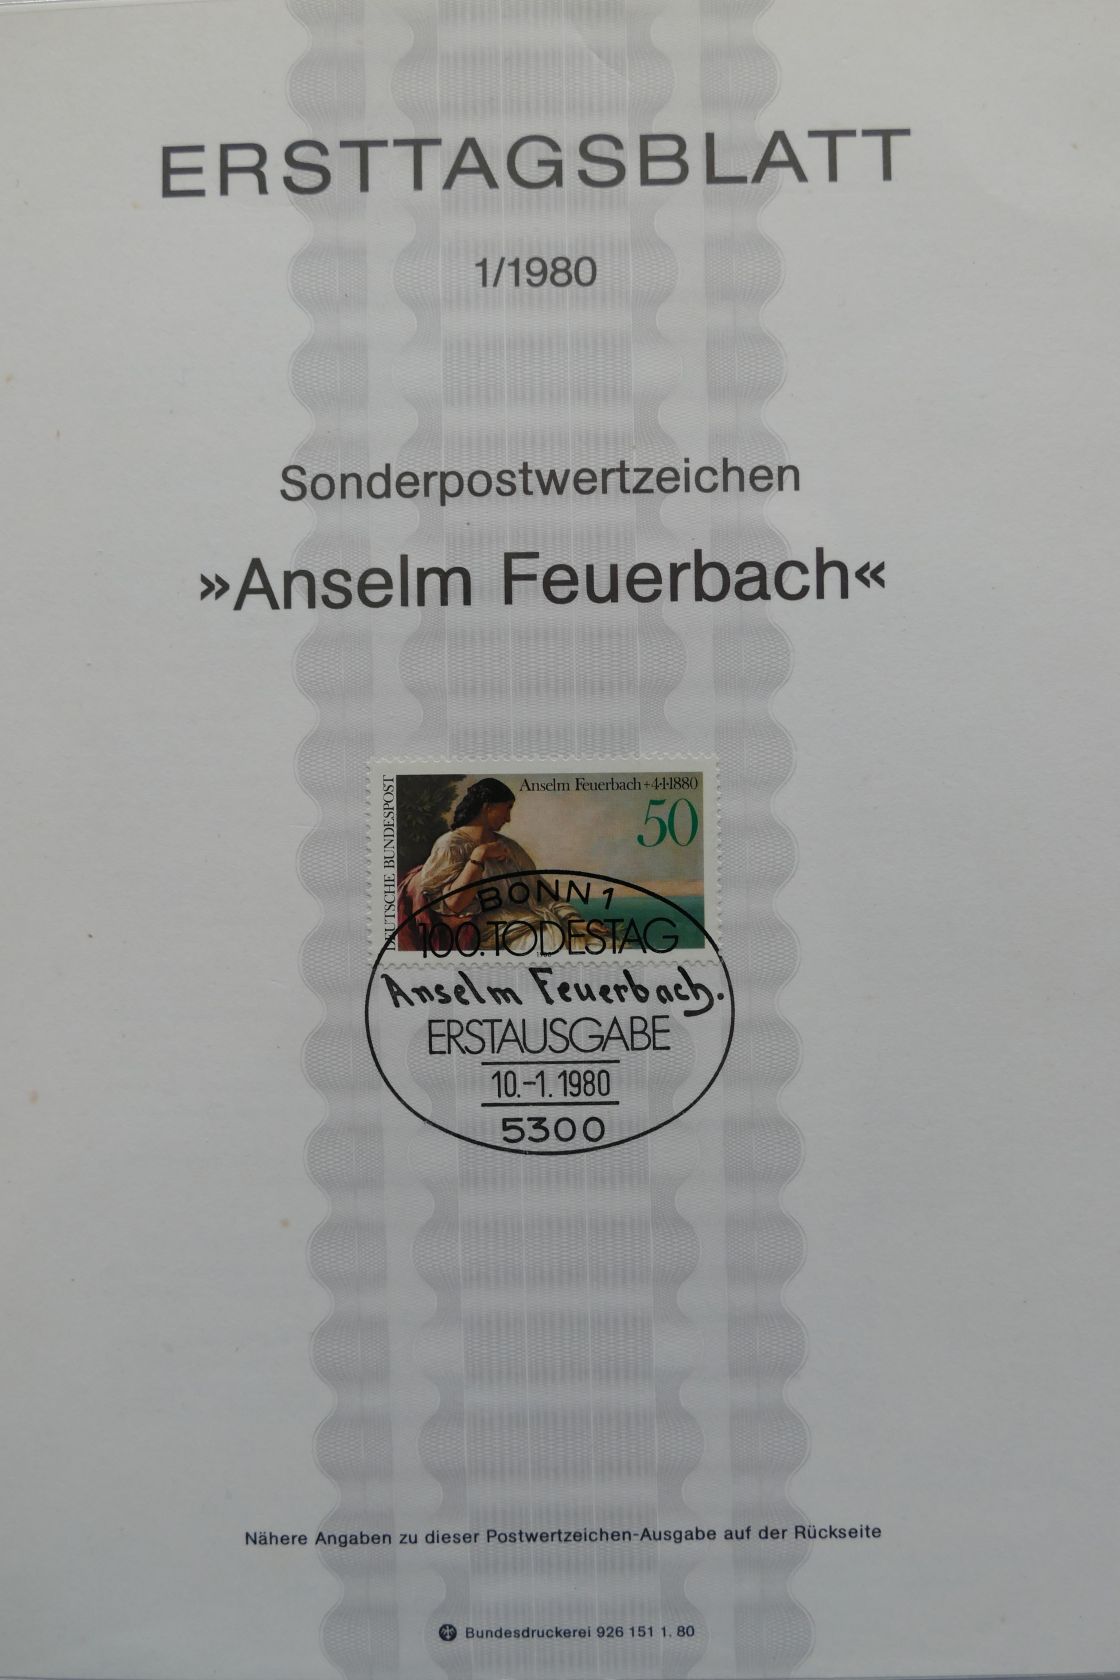 ERSTTAGSBLATT
1/1980
Sonderpostwertzeichen
»Anselm Feuerbach«
DEUTSCHE BUNDESPOST
Anselm Feuerbach+4·1·1880
50
BONN 1
100. TODESTAG
Anselm Feuerbach.
ERSTAUSGABE
10.-1.1980
5300
Nähere Angaben zu dieser Postwertzeichen-Ausgabe auf der Rückseite
Bundesdruckerei 926 151 1. 80